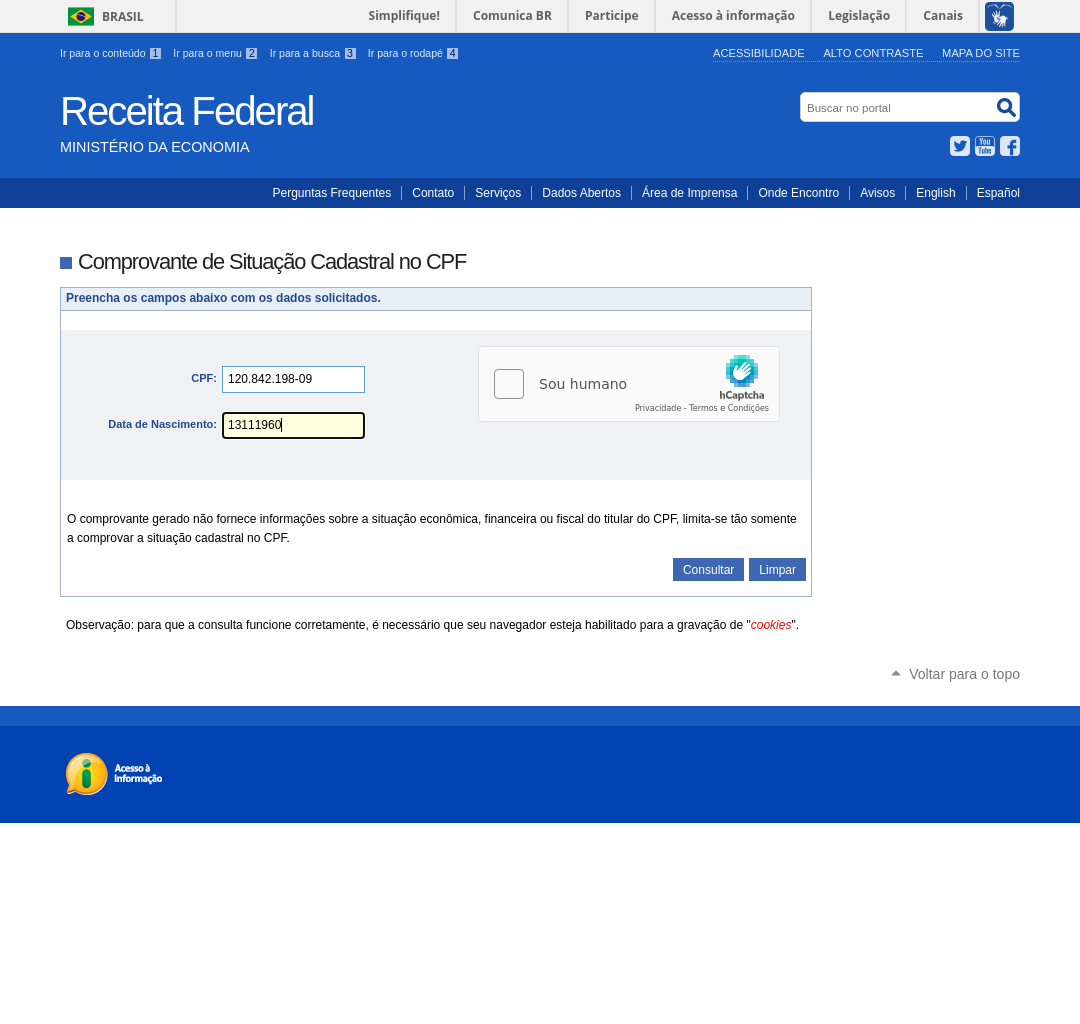 BRASIL
Simplifique!
Comunica BR
Participe
Acesso à informação
Legislação
Canais
Ir para o conteúdo 1
Ir para o menu 2
Ir para a busca 3
Ir para o rodapé 4
ACESSIBILIDADE
ALTO CONTRASTE
MAPA DO SITE
Receita Federal
MINISTÉRIO DA ECONOMIA
Buscar no portal
You
Tube
Perguntas Frequentes
Contato
Serviços
Dados Abertos
Área de Imprensa
Onde Encontro
Avisos
English
Español
Comprovante de Situação Cadastral no CPF
Preencha os campos abaixo com os dados solicitados.
CPF: 120.842.198-09
Data de Nascimento: 13111960
Sou humano
hCaptcha
Privacidade - Termos e Condições
O comprovante gerado não fornece informações sobre a situação econômica, financeira ou fiscal do titular do CPF, limita-se tão somente
a comprovar a situação cadastral no CPF.
Consultar
Limpar
Observação: para que a consulta funcione corretamente, é necessário que seu navegador esteja habilitado para a gravação de "cookies".
Voltar para o topo
Acesso à
Informação